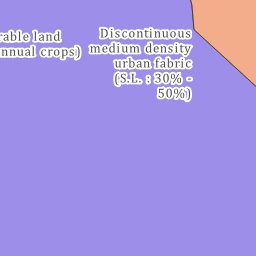 rable land
nnual crops)
Discontinuous
medium density
urban fabric
(S.L. : 30% -
50%)